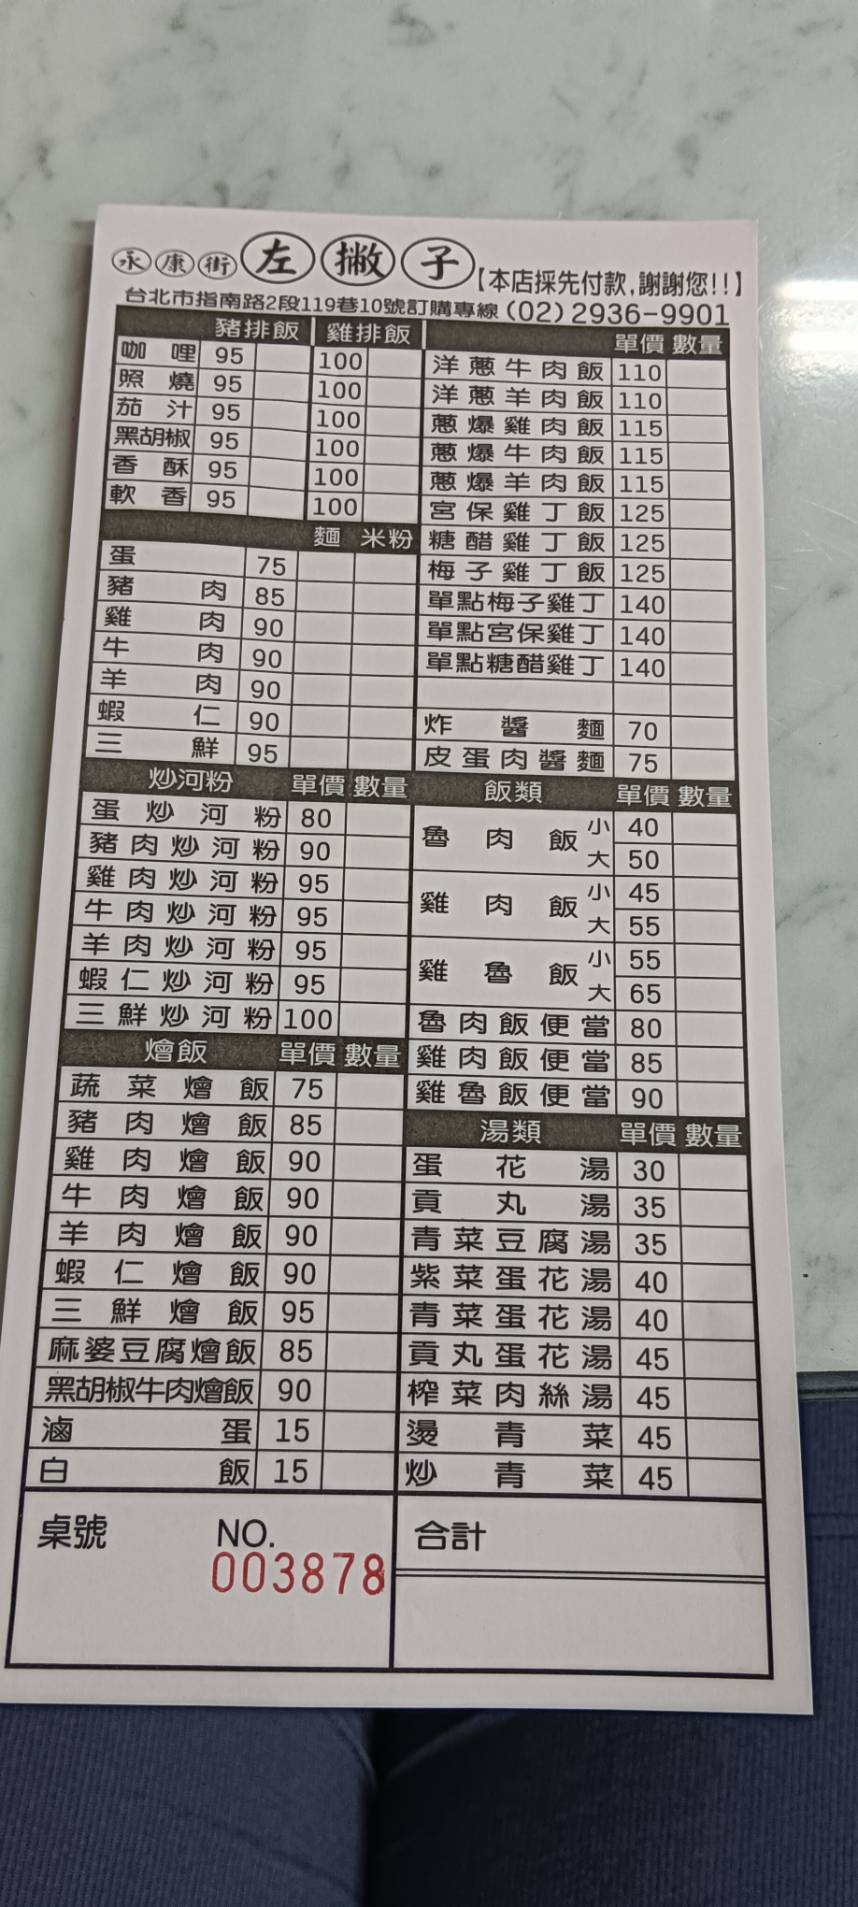 永康街左撇子【本店採先付款,謝謝您!!】
台北市指南路2段119巷10號訂購專線(02)2936-9901
豬排飯 雞排飯
咖哩 95 100
照燒 95 100
茄汁 95 100
黑胡椒 95 100
香酥 95 100
軟香 95 100
麵 米粉
蛋 75
豬肉 85
雞肉 90
牛肉 90
羊肉 90
蝦仁 90
三鮮 95
炒河粉 單價 數量
蛋炒河粉 80
豬肉炒河粉 90
雞肉炒河粉 95
牛肉炒河粉 95
羊肉炒河粉 95
蝦仁炒河粉 95
三鮮炒河粉 100
燴飯 單價 數量
蔬菜燴飯 75
豬肉燴飯 85
雞肉燴飯 90
牛肉燴飯 90
羊肉燴飯 90
蝦仁燴飯 90
三鮮燴飯 95
麻婆豆腐燴飯 85
黑胡椒牛肉燴飯 90
滷蛋 15
白飯 15
單價 數量
洋蔥牛肉飯 110
洋蔥羊肉飯 110
蔥爆雞肉飯 115
蔥爆牛肉飯 115
蔥爆羊肉飯 115
宮保雞丁飯 125
糖醋雞丁飯 125
梅子雞丁飯 125
單點梅子雞丁 140
單點宮保雞丁 140
單點糖醋雞丁 140
炸醬麵 70
皮蛋肉醬麵 75
飯類 單價 數量
魯肉飯 小 40
大 50
雞肉飯 小 45
大 55
雞魯飯 小 55
大 65
魯肉飯便當 80
雞肉飯便當 85
雞魯飯便當 90
湯類 單價 數量
蛋花湯 30
貢丸湯 35
青菜豆腐湯 35
紫菜蛋花湯 40
青菜蛋花湯 40
貢丸蛋花湯 45
榨菜肉絲湯 45
燙青菜 45
炒青菜 45
桌號 NO.
003878
合計